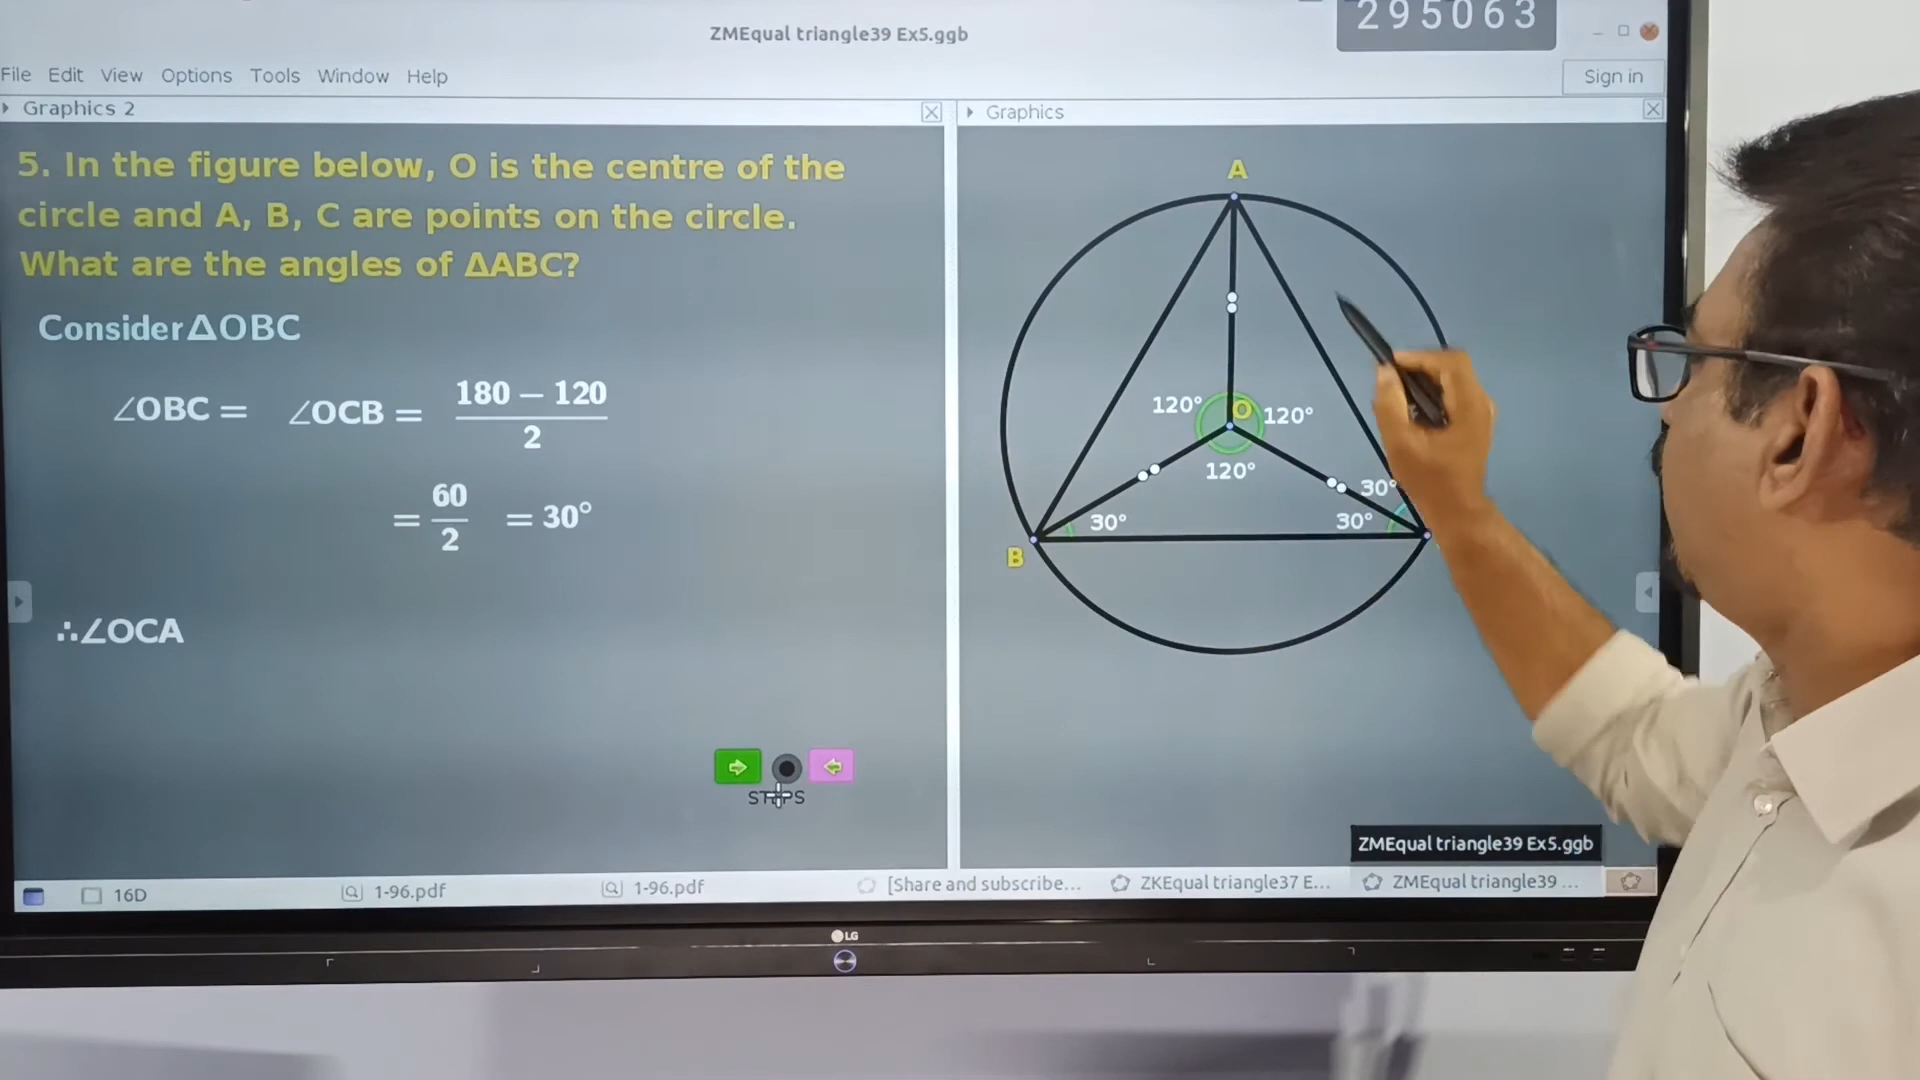 295063
ZMEqual triangle39 Ex5.ggb
File Edit View Options Tools Window Help
Sign in
Graphics 2
Graphics
5. In the figure below, O is the centre of the
circle and A, B, C are points on the circle.
What are the angles of ΔABC?
Consider ΔOBC
∠OBC = ∠OCB = 180 – 120
2
= 60 = 30°
2
∴∠OCA
STEPS
A
O
120° 120°
120°
30°
30° 30°
B
ZMEqual triangle39 Ex5.ggb
16D
1-96.pdf
1-96.pdf
[Share and subscribe...
ZKEqual triangle37 E...
ZMEqual triangle39 ...
LG